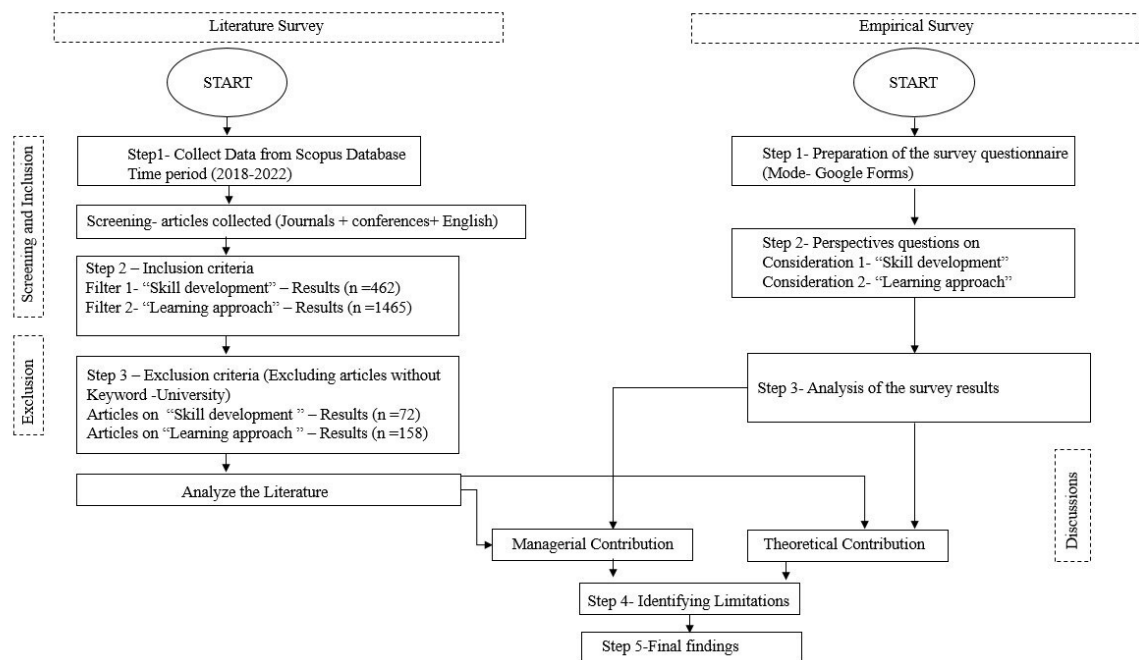 Literature Survey
START
Screening and Inclusion
Step1- Collect Data from Scopus Database
Time period (2018-2022)
Screening- articles collected (Journals + conferences+ English)
Step 2 – Inclusion criteria
Filter 1- “Skill development” – Results (n =462)
Filter 2- “Learning approach” – Results (n =1465)
Exclusion
Step 3 – Exclusion criteria (Excluding articles without
Keyword -University)
Articles on “Skill development ” – Results (n =72)
Articles on “Learning approach ” – Results (n =158)
Analyze the Literature
Empirical Survey
START
Step 1- Preparation of the survey questionnaire
(Mode- Google Forms)
Step 2- Perspectives questions on
Consideration 1- “Skill development”
Consideration 2- “Learning approach”
Step 3- Analysis of the survey results
Discussions
Managerial Contribution
Theoretical Contribution
Step 4- Identifying Limitations
Step 5-Final findings